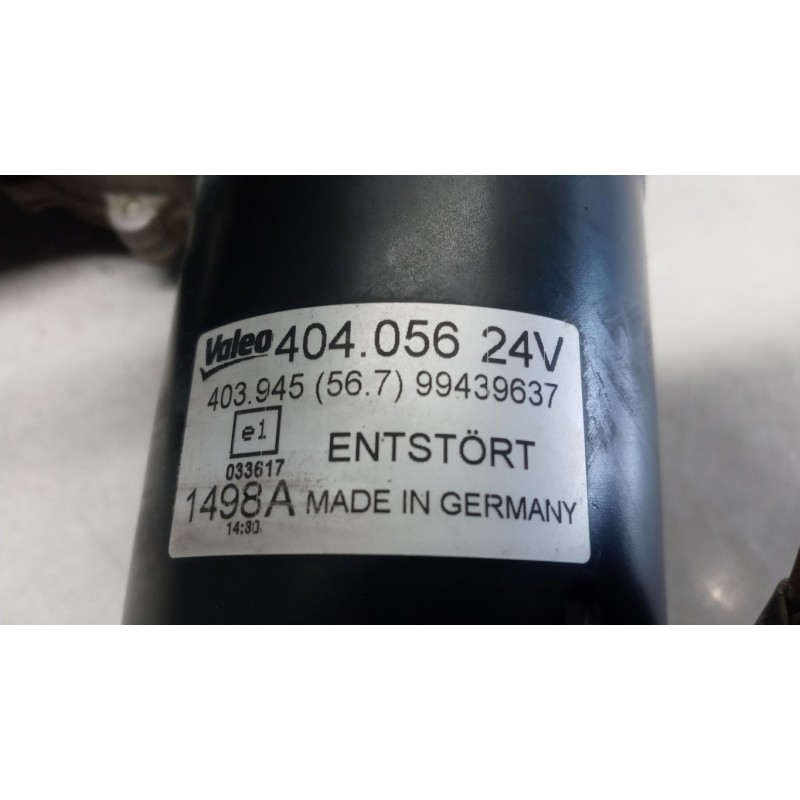 Valeo 404.056 24V
403.945 (56.7) 99439637
e1
033617
ENTSTÖRT
1498A MADE IN GERMANY
14:30